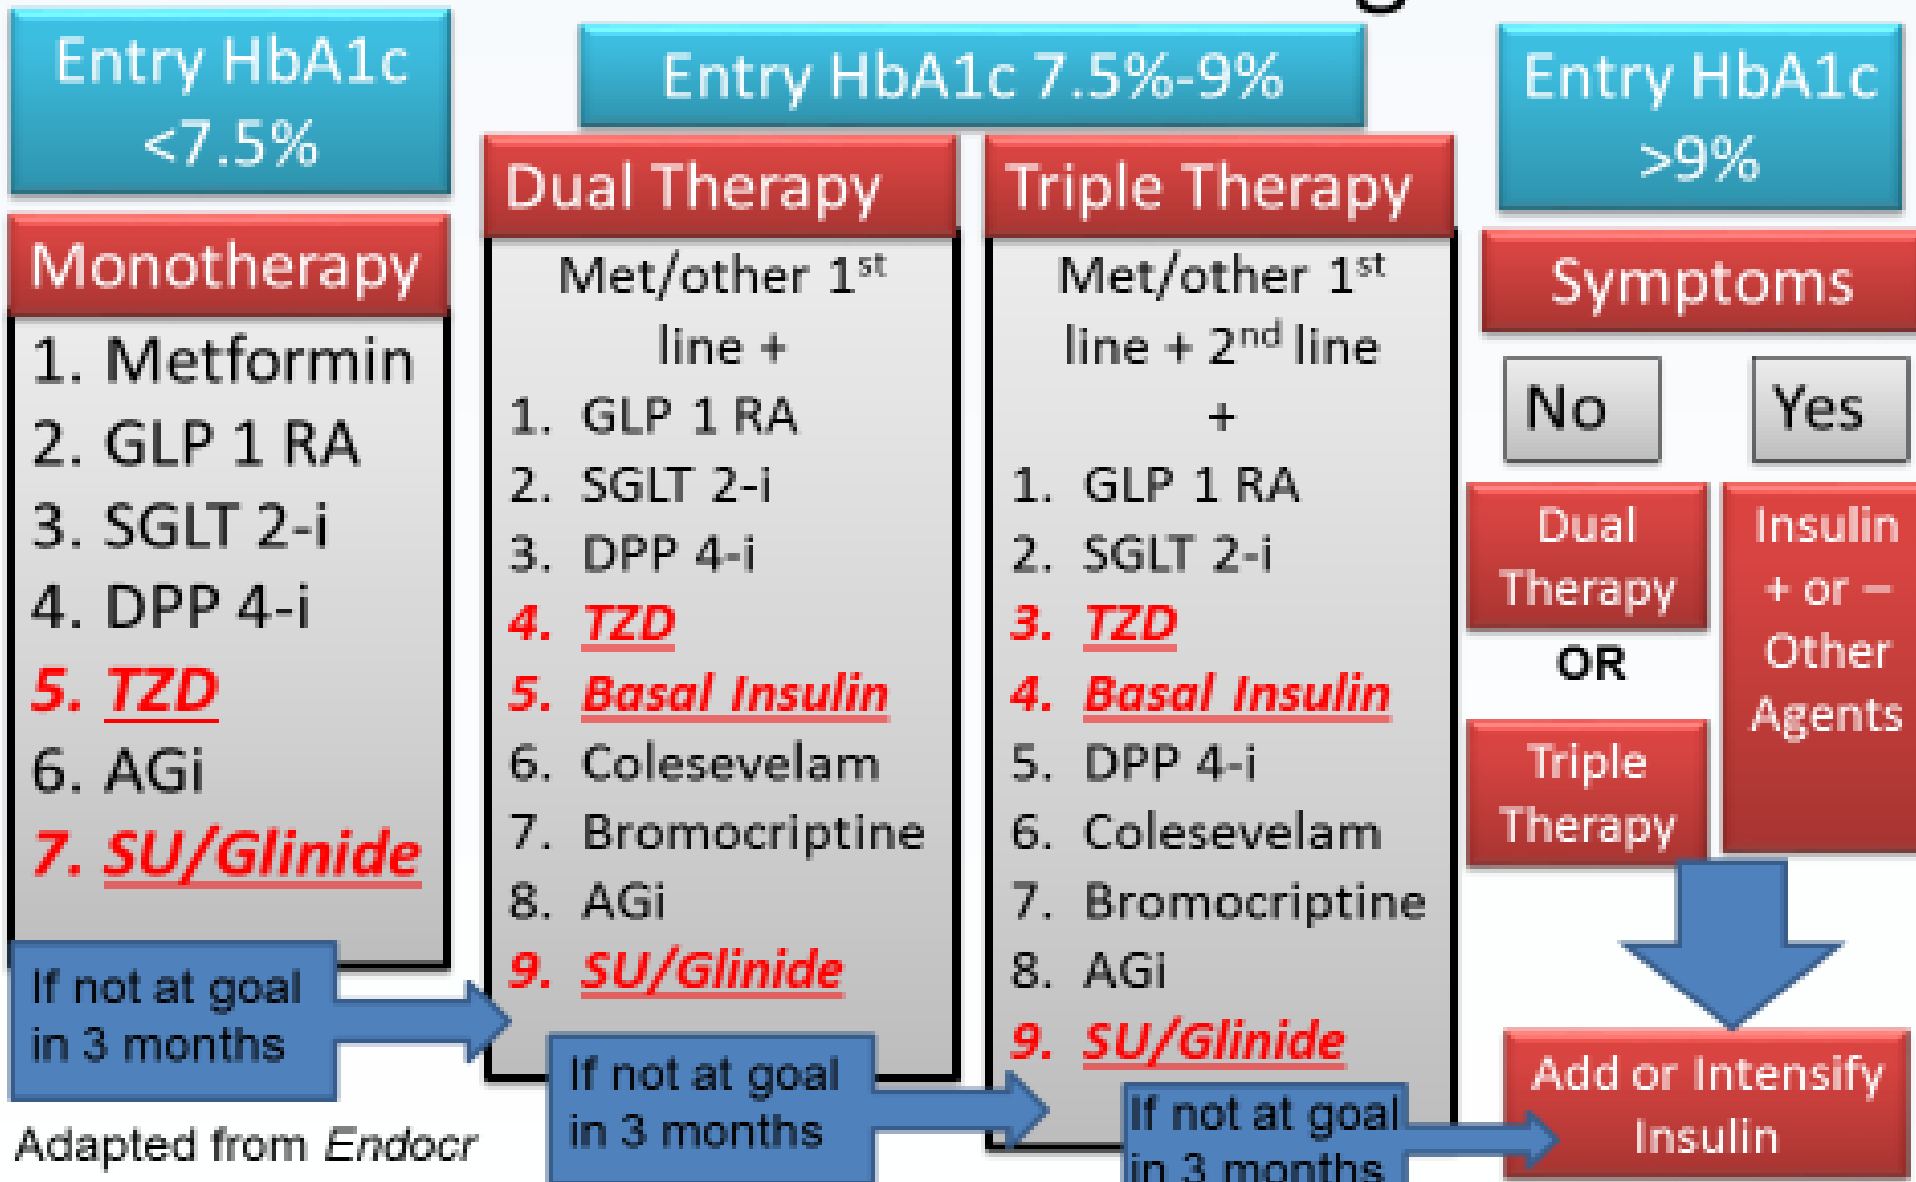 Entry HbA1c
<7.5%
Monotherapy
1. Metformin
2. GLP 1 RA
3. SGLT 2-i
4. DPP 4-i
5. TZD
6. AGi
7. SU/Glinide
If not at goal
in 3 months
Adapted from Endocr
Entry HbA1c 7.5%-9%
Dual Therapy
Met/other 1st
line +
1. GLP 1 RA
2. SGLT 2-i
3. DPP 4-i
4. TZD
5. Basal Insulin
6. Colesevelam
7. Bromocriptine
8. AGi
9. SU/Glinide
If not at goal
in 3 months
Triple Therapy
Met/other 1st
line + 2nd line
+
1. GLP 1 RA
2. SGLT 2-i
3. TZD
4. Basal Insulin
5. DPP 4-i
6. Colesevelam
7. Bromocriptine
8. AGi
9. SU/Glinide
If not at goal
in 3 months
Entry HbA1c
>9%
Symptoms
No
Yes
Dual
Therapy
OR
Triple
Therapy
Insulin
+ or –
Other
Agents
Add or Intensify
Insulin